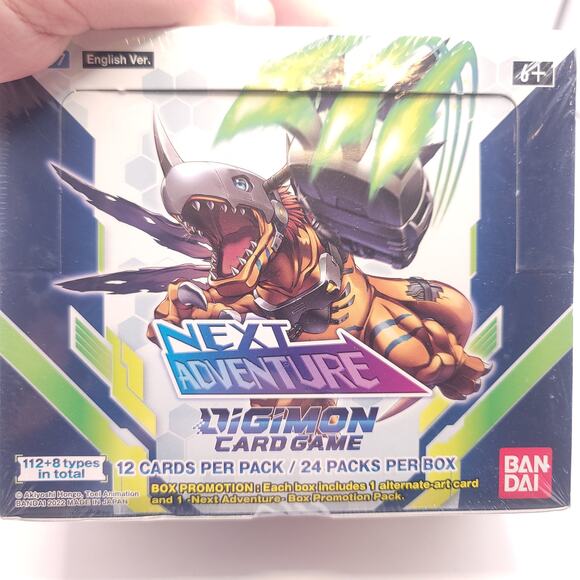 English Ver.
6+
NEXT
ADVENTURE
DIGIMON
CARD GAME
112+8 types
in total
12 CARDS PER PACK / 24 PACKS PER BOX
BOX PROMOTION : Each box includes 1 alternate-art card
and 1 -Next Adventure- Box Promotion Pack.
© Akiyoshi Hongo, Toei Animation
BANDAI 2022 MADE IN JAPAN
BAN
DAI